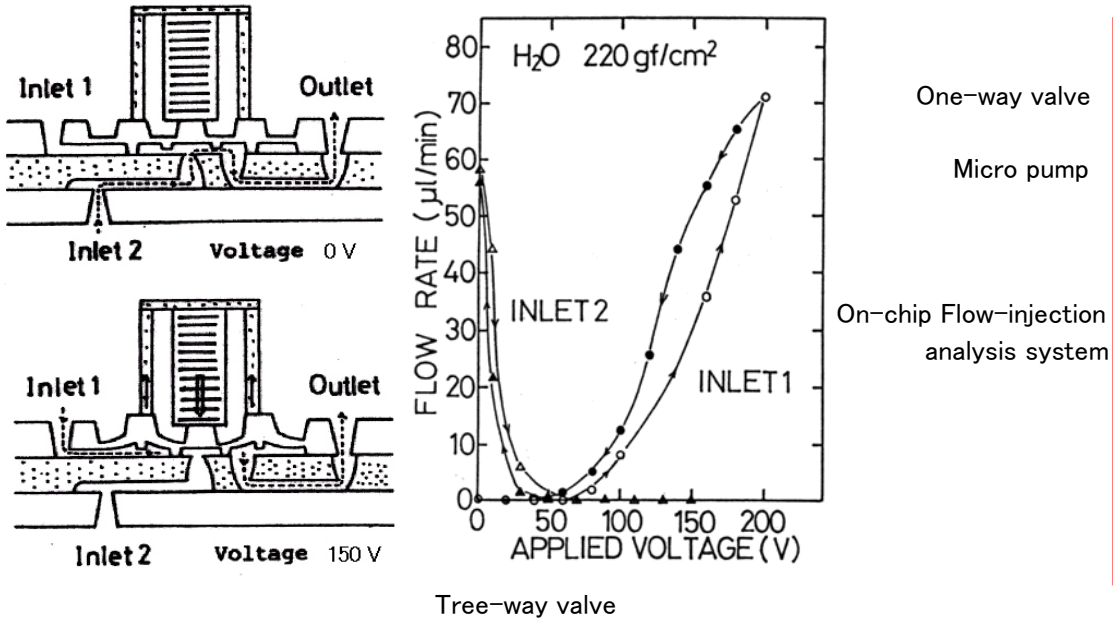 Inlet 1
Outlet
Inlet 2
Voltage 0 V
Inlet 1
Outlet
Inlet 2
Voltage 150 V
H₂O 220 gf/cm²
FLOW RATE (μl/min)
80
70
60
50
40
30
20
10
0
INLET 2
INLET 1
0 50 100 150 200
APPLIED VOLTAGE (V)
One-way valve
Micro pump
On-chip Flow-injection
analysis system
Tree-way valve